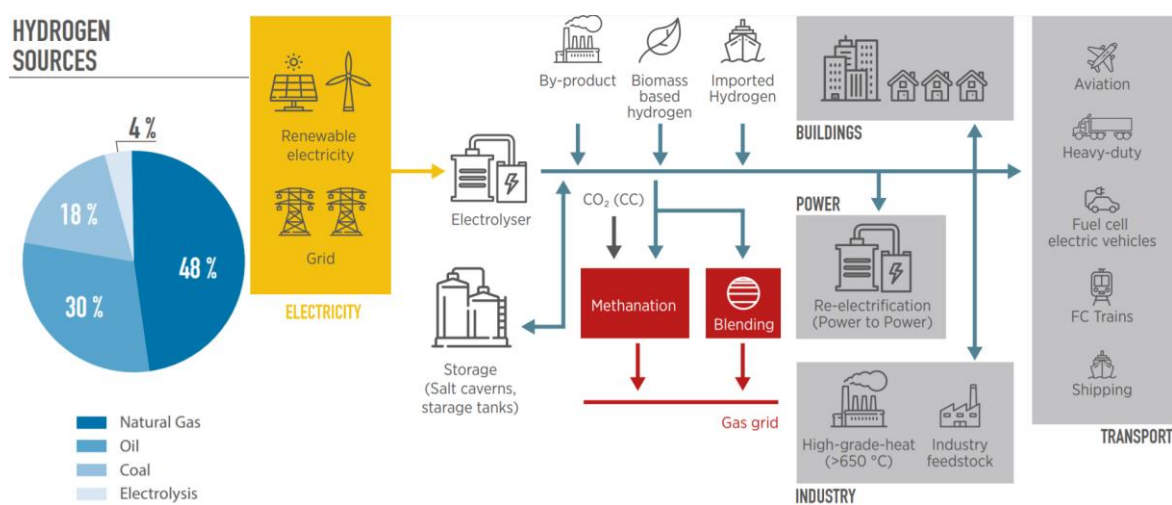 HYDROGEN
SOURCES
4 %
18 %
48 %
30 %
Natural Gas
Oil
Coal
Electrolysis
Renewable
electricity
Grid
ELECTRICITY
Electrolyser
Storage
(Salt caverns,
starage tanks)
By-product
Biomass
based
hydrogen
Imported
Hydrogen
CO₂ (CC)
Methanation
Blending
Gas grid
BUILDINGS
POWER
Re-electrification
(Power to Power)
High-grade-heat
(>650 °C)
Industry
feedstock
INDUSTRY
Aviation
Heavy-duty
Fuel cell
electric vehicles
FC Trains
Shipping
TRANSPORT